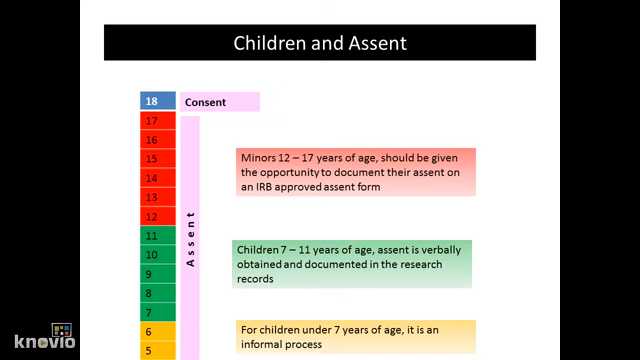 Children and Assent
18
Consent
17
16
15
14
13
12
11
10
9
8
7
6
5
Assent
Minors 12 – 17 years of age, should be given
the opportunity to document their assent on
an IRB approved assent form
Children 7 – 11 years of age, assent is verbally
obtained and documented in the research
records
For children under 7 years of age, it is an
informal process
knovio